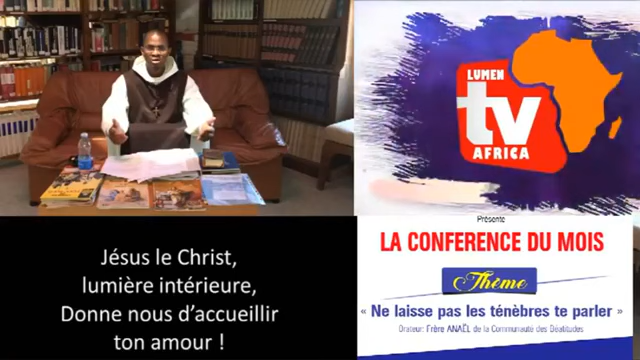 Jésus le Christ,
lumière intérieure,
Donne nous d'accueillir
ton amour !
LUMEN
tv
AFRICA
Présente
LA CONFERENCE DU MOIS
Thème
« Ne laisse pas les ténèbres te parler »
Orateur: Frère ANAËL de la Communauté des Béatitudes